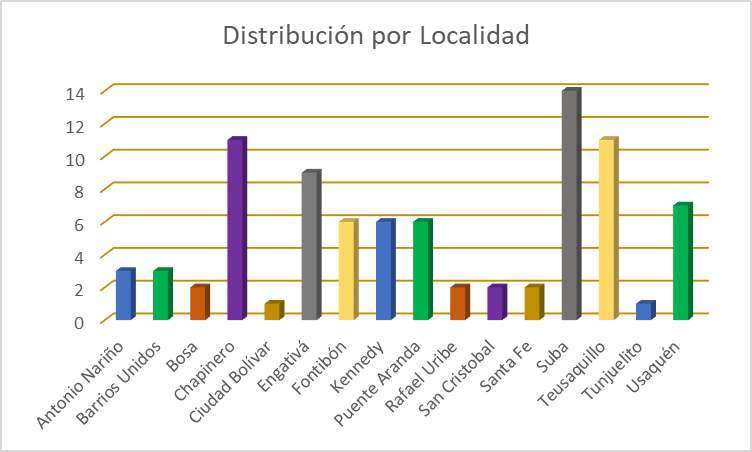 Distribución por Localidad
14
12
10
8
6
4
2
0
Antonio Nariño
Barrios Unidos
Bosa
Chapinero
Ciudad Bolívar
Engativá
Fontibón
Kennedy
Puente Aranda
Rafael Uribe
San Cristobal
Santa Fe
Suba
Teusaquillo
Tunjuelito
Usaquén